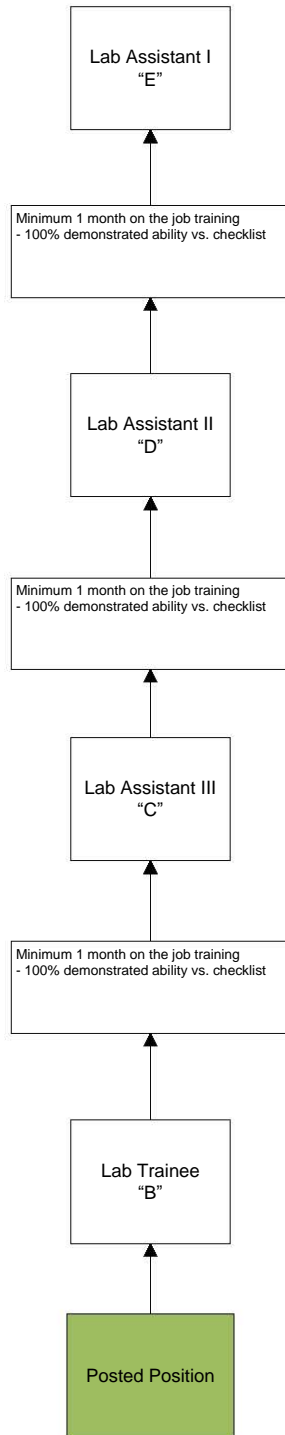 Lab Assistant I
“E”
Minimum 1 month on the job training
- 100% demonstrated ability vs. checklist
Lab Assistant II
“D”
Minimum 1 month on the job training
- 100% demonstrated ability vs. checklist
Lab Assistant III
“C”
Minimum 1 month on the job training
- 100% demonstrated ability vs. checklist
Lab Trainee
“B”
Posted Position